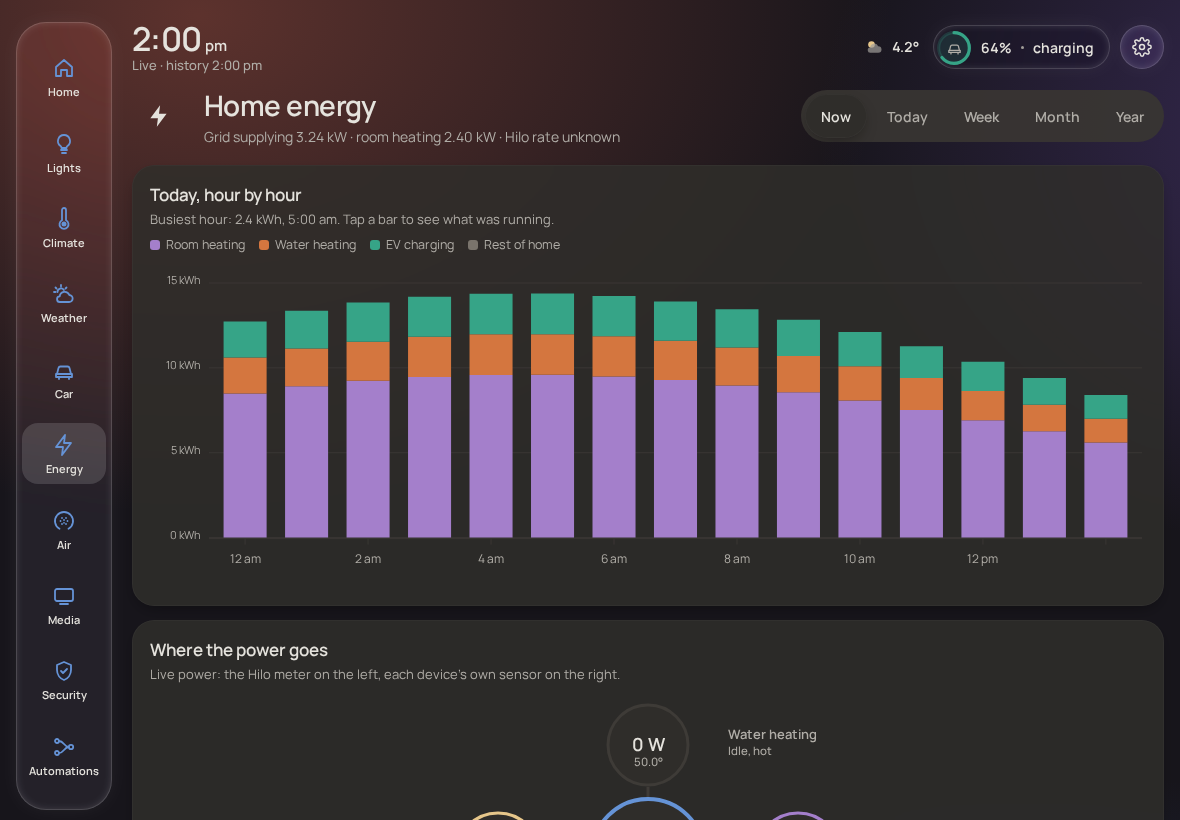 2:00 pm
Live · history 2:00 pm
4.2°
64% · charging
Home
Lights
Climate
Weather
Car
Energy
Air
Media
Security
Automations
Home energy
Grid supplying 3.24 kW · room heating 2.40 kW · Hilo rate unknown
Now Today Week Month Year
Today, hour by hour
Busiest hour: 2.4 kWh, 5:00 am. Tap a bar to see what was running.
Room heating Water heating EV charging Rest of home
15 kWh
10 kWh
5 kWh
0 kWh
12 am 2 am 4 am 6 am 8 am 10 am 12 pm
Where the power goes
Live power: the Hilo meter on the left, each device's own sensor on the right.
0 W
50.0°
Water heating
Idle, hot